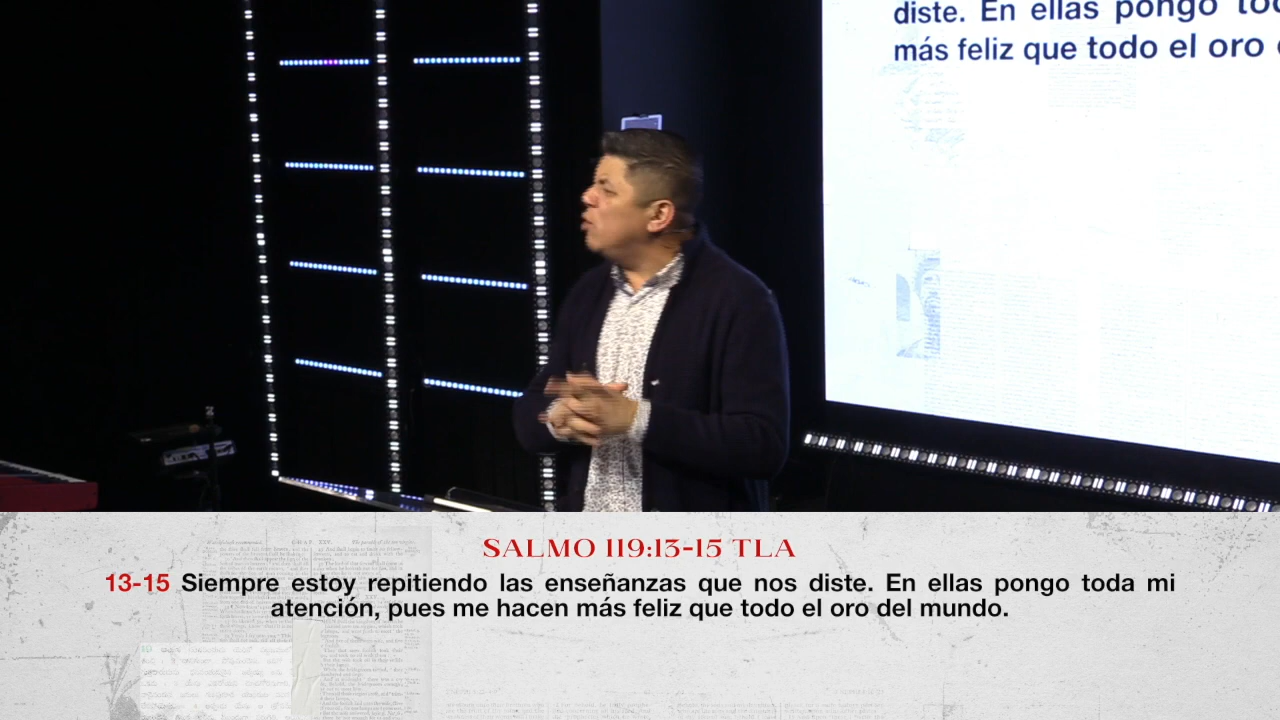 diste. En ellas pongo
más feliz que todo el oro
SALMO 119:13-15 TLA
13-15 Siempre estoy repitiendo las enseñanzas que nos diste. En ellas pongo toda mi
atención, pues me hacen más feliz que todo el oro del mundo.